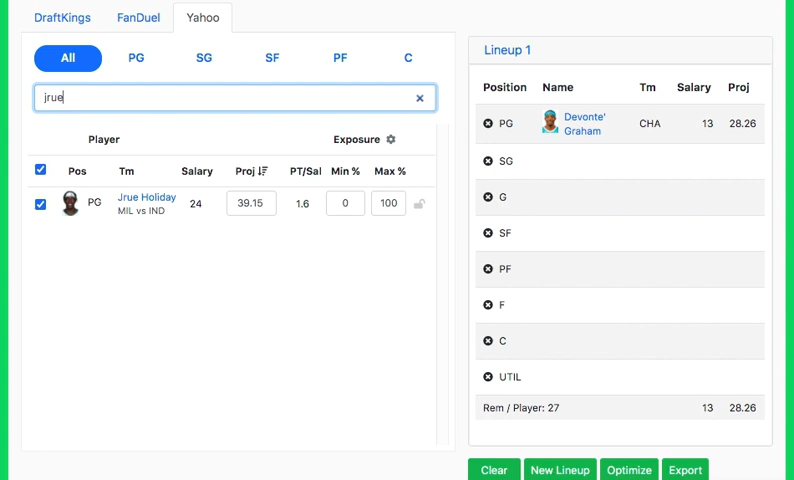 DraftKings FanDuel Yahoo
All PG SG SF PF C
jrue
Player Exposure
Pos Tm Salary Proj PT/Sal Min % Max %
PG Jrue Holiday 24 39.15 1.6 0 100
MIL vs IND
Lineup 1
Position Name Tm Salary Proj
PG Devonte' Graham CHA 13 28.26
SG
G
SF
PF
F
C
UTIL
Rem / Player: 27 13 28.26
Clear New Lineup Optimize Export